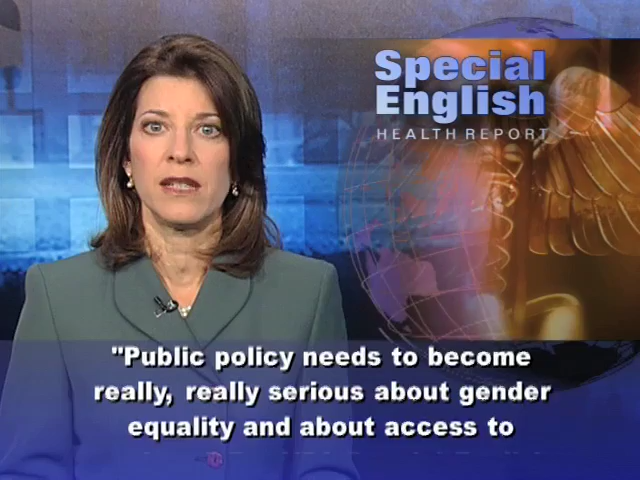 Special
English
HEALTH REPORT
"Public policy needs to become
really, really serious about gender
equality and about access to